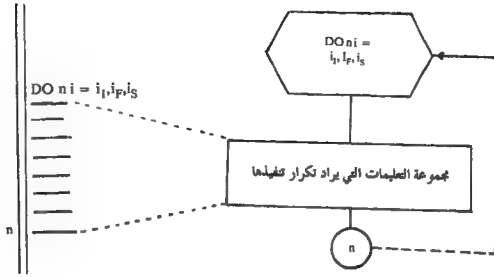 DO n i =
i_I, i_F, i_S
DO n i = i_I, i_F, i_S
مجموعة التعليمات التي يراد تكرار تنفيذها
n
n